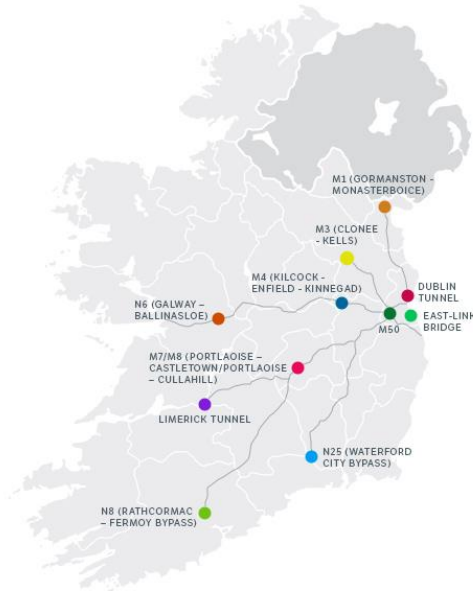 M1 (GORMANSTON –
MONASTERBOICE)
M3 (CLONEE
- KELLS)
M4 (KILCOCK -
ENFIELD - KINNEGAD)
DUBLIN
TUNNEL
N6 (GALWAY –
BALLINASLOE)
EAST-LINK
BRIDGE
M50
M7/M8 (PORTLAOISE –
CASTLETOWN/PORTLAOISE
– CULLAHILL)
LIMERICK TUNNEL
N25 (WATERFORD
CITY BYPASS)
N8 (RATHCORMAC
– FERMOY BYPASS)